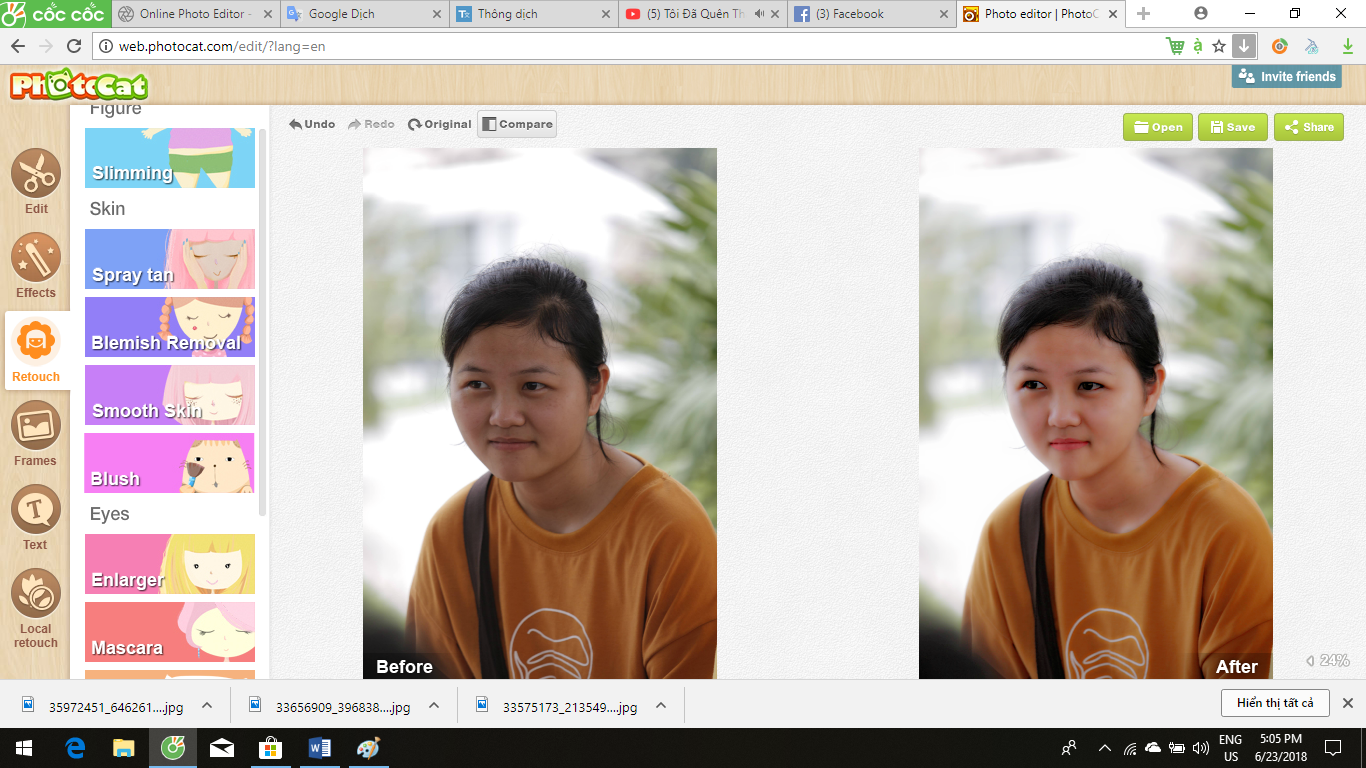 cốc cốc
Online Photo Editor -
Google Dịch
Thông dịch
(5) Tôi Đã Quên Th
(3) Facebook
Photo editor | PhotoC
web.photocat.com/edit/?lang=en
à
PhotoCat
Invite friends
Figure
Undo
Redo
Original
Compare
Open
Save
Share
Slimming
Edit
Skin
Spray tan
Effects
Blemish Removal
Retouch
Smooth Skin
Frames
Blush
Eyes
T
Text
Enlarger
Local
retouch
Mascara
Before
After
24%
35972451_646261....jpg
33656909_396838....jpg
33575173_213549....jpg
Hiển thị tất cả
ENG
US
5:05 PM
6/23/2018